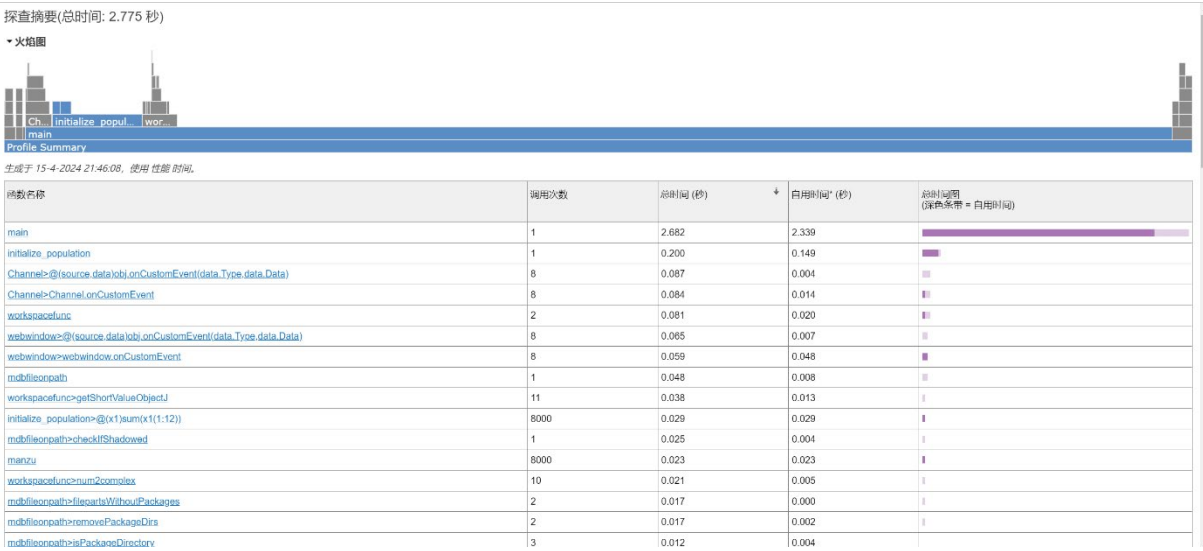 探查摘要(总时间: 2.775 秒)
▾ 火焰图
Ch... initialize_popul... wor...
main
Profile Summary
生成于 15-4-2024 21:46:08，使用 性能 时间。
函数名称 调用次数 总时间 (秒) ↓ 自用时间* (秒) 总时间图
(深色条带 = 自用时间)
main 1 2.682 2.339
initialize_population 1 0.200 0.149
Channel>@(source,data)obj.onCustomEvent(data.Type,data.Data) 8 0.087 0.004
Channel>Channel.onCustomEvent 8 0.084 0.014
workspacefunc 2 0.081 0.020
webwindow>@(source,data)obj.onCustomEvent(data.Type,data.Data) 8 0.065 0.007
webwindow>webwindow.onCustomEvent 8 0.059 0.048
mdbfileonpath 1 0.048 0.008
workspacefunc>getShortValueObjectJ 11 0.038 0.013
initialize_population>@(x1)sum(x1(1:12)) 8000 0.029 0.029
mdbfileonpath>checkIfShadowed 1 0.025 0.004
manzu 8000 0.023 0.023
workspacefunc>num2complex 10 0.021 0.005
mdbfileonpath>filepartsWithoutPackages 2 0.017 0.000
mdbfileonpath>removePackageDirs 2 0.017 0.002
mdbfileonpath>isPackageDirectory 3 0.012 0.004